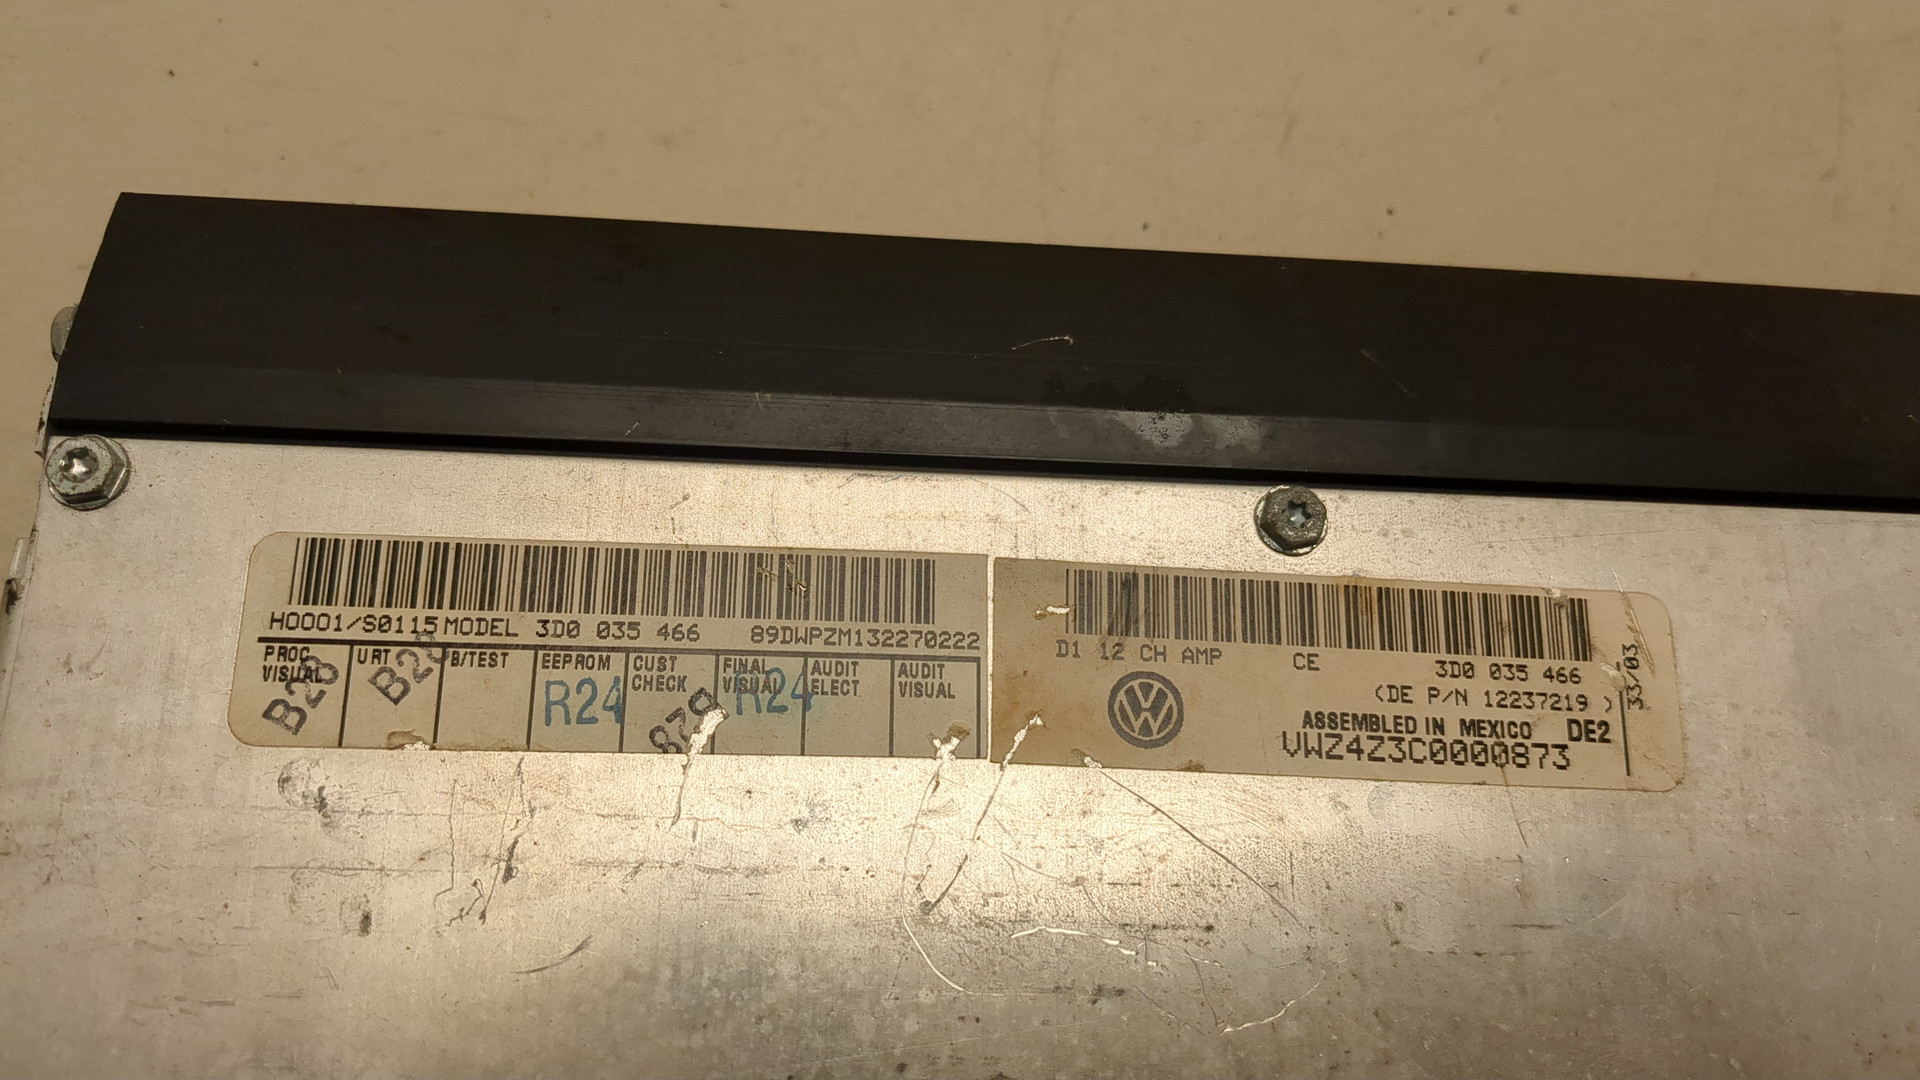 H0001/S0115 MODEL 3D0 035 466 89DWPZM132270222
PROC VISUAL
URT
B/TEST
EEPROM
CUST CHECK
FINAL VISUAL
AUDIT ELECT
AUDIT VISUAL
B28
B28
R24
828
R24
D1 12 CH AMP CE 3D0 035 466
(DE P/N 12237219 )
ASSEMBLED IN MEXICO DE2
VWZ4Z3C0000873
33/03